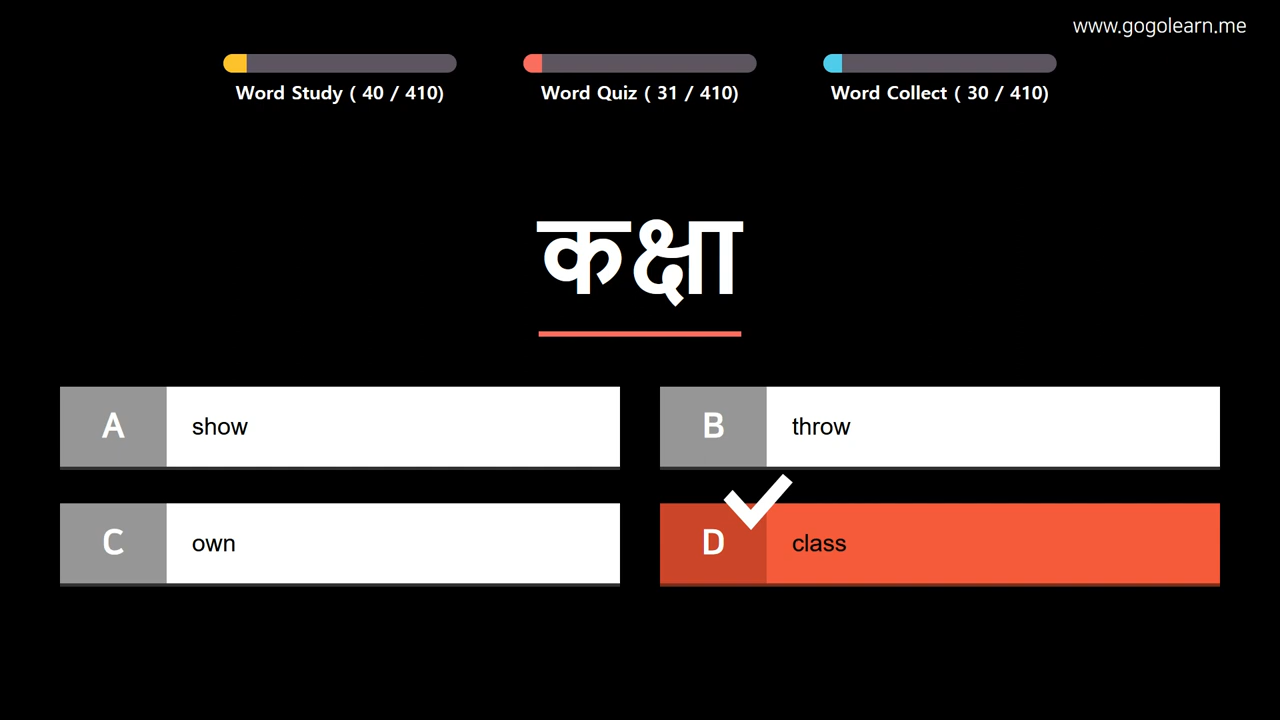 www.gogolearn.me
Word Study ( 40 / 410)
Word Quiz ( 31 / 410)
Word Collect ( 30 / 410)
कक्षा
A show
B throw
C own
D class